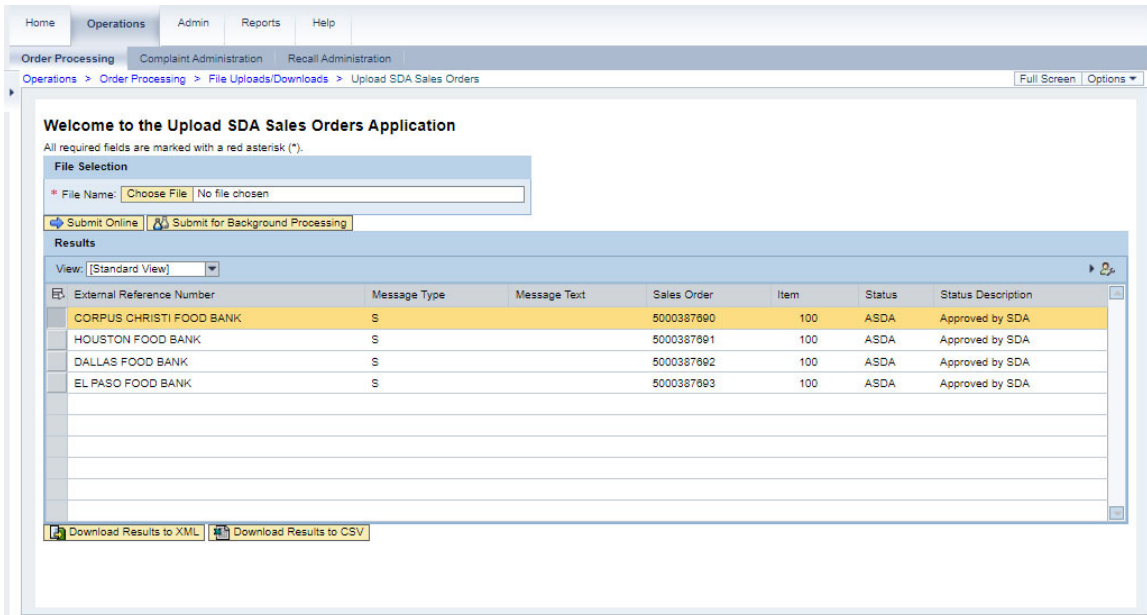 Home Operations Admin Reports Help
Order Processing Complaint Administration Recall Administration
Operations > Order Processing > File Uploads/Downloads > Upload SDA Sales Orders Full Screen Options
Welcome to the Upload SDA Sales Orders Application
All required fields are marked with a red asterisk (*).
File Selection
* File Name: Choose File No file chosen
Submit Online Submit for Background Processing
Results
View: [Standard View]
External Reference Number Message Type Message Text Sales Order Item Status Status Description
CORPUS CHRISTI FOOD BANK S 5000387690 100 ASDA Approved by SDA
HOUSTON FOOD BANK S 5000387691 100 ASDA Approved by SDA
DALLAS FOOD BANK S 5000387692 100 ASDA Approved by SDA
EL PASO FOOD BANK S 5000387693 100 ASDA Approved by SDA
Download Results to XML Download Results to CSV